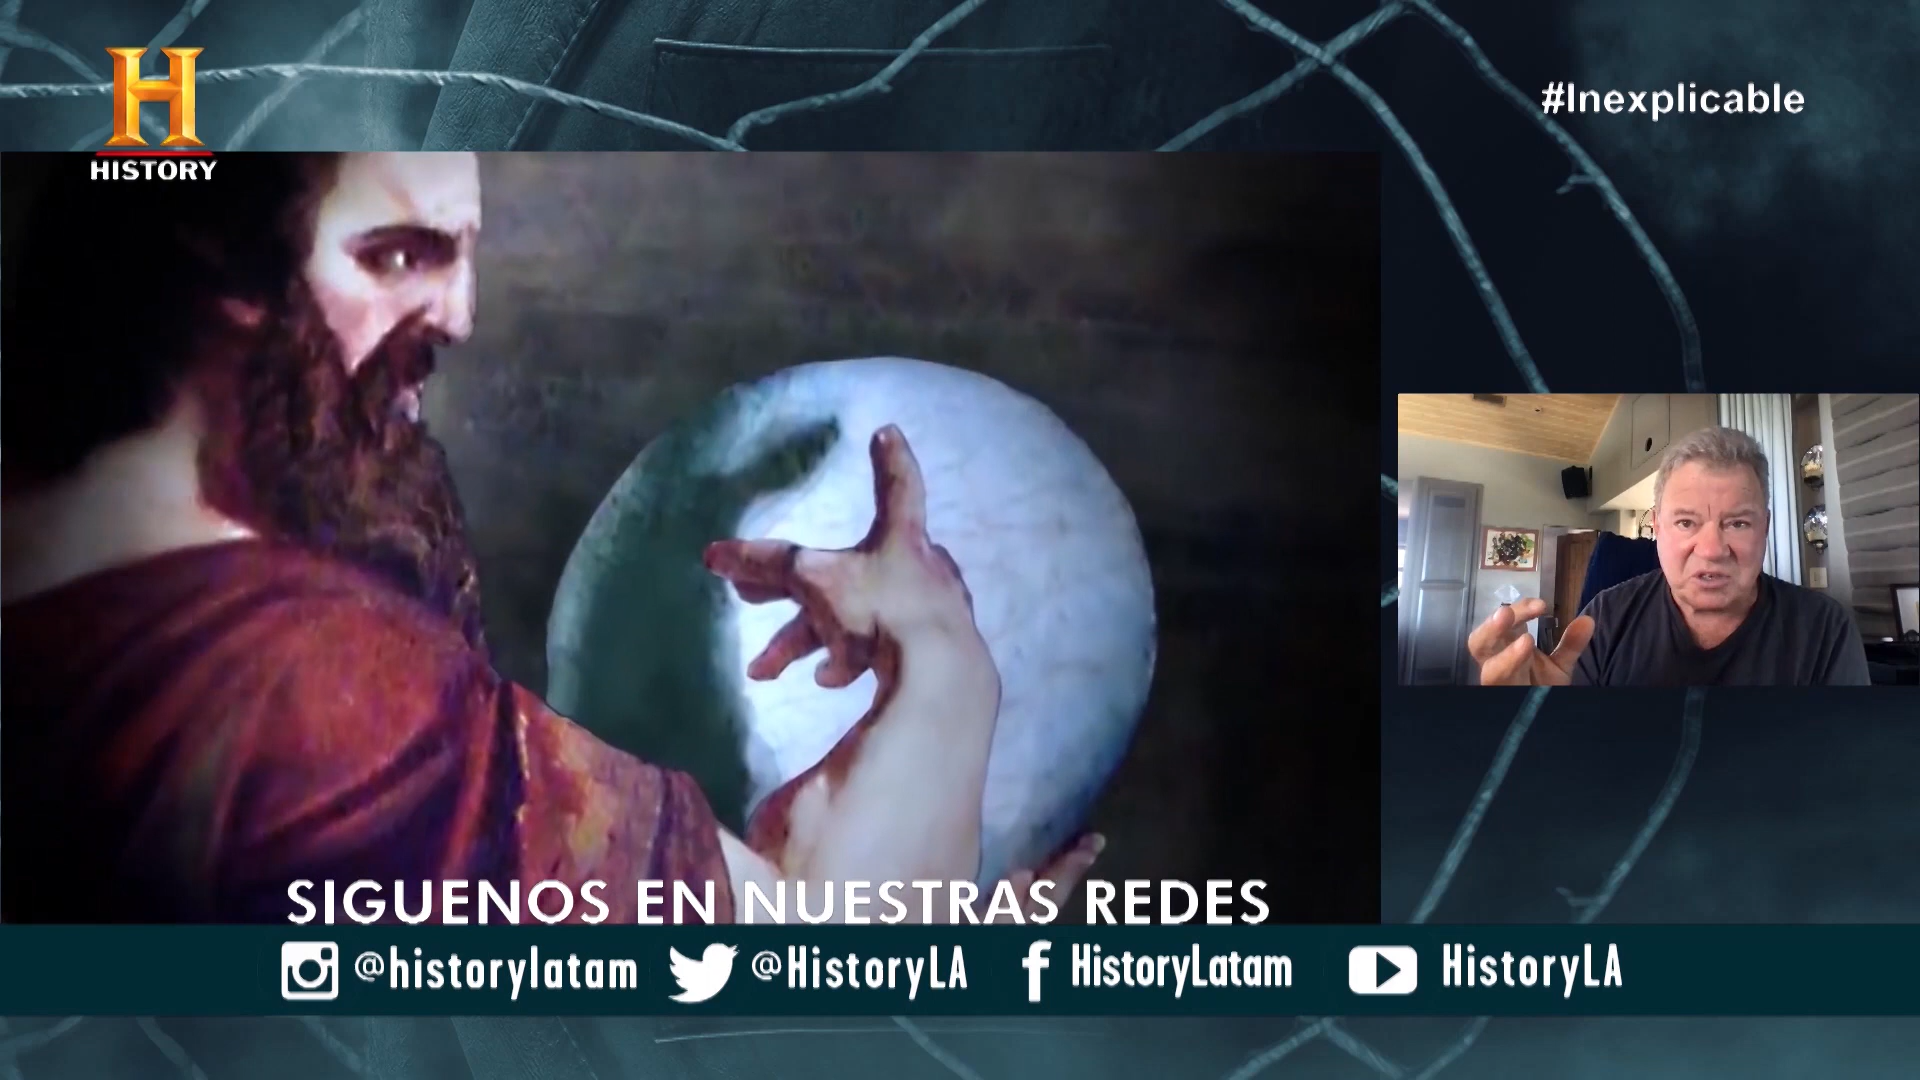 HISTORY
#Inexplicable
SIGUENOS EN NUESTRAS REDES
@historylatam @HistoryLA HistoryLatam HistoryLA